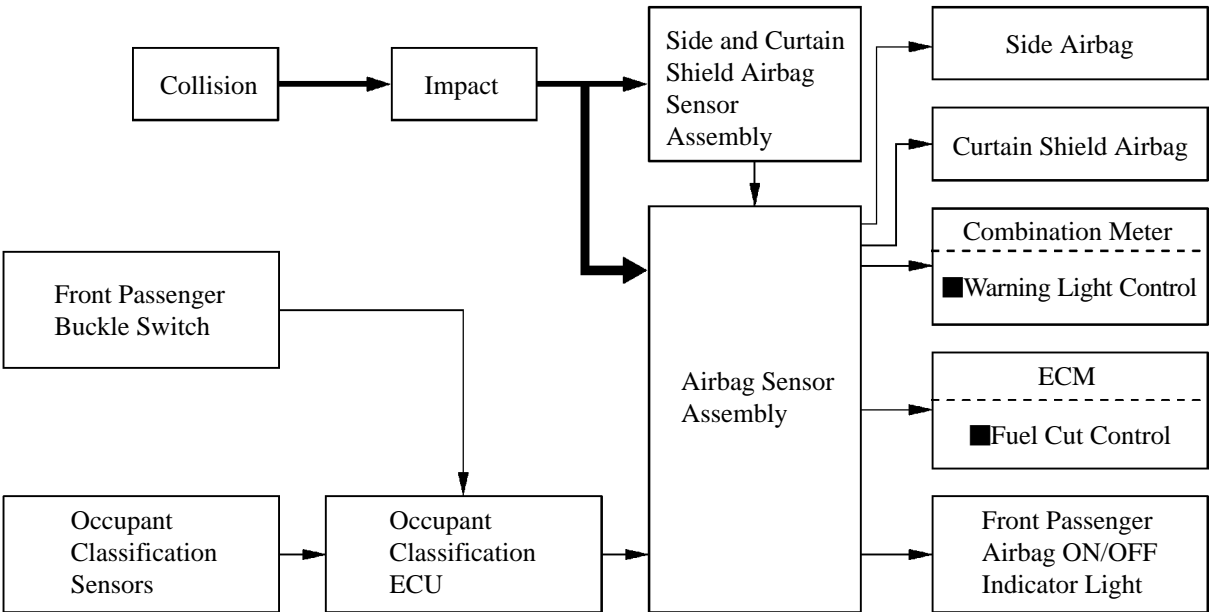 Collision
Impact
Side and Curtain
Shield Airbag
Sensor
Assembly
Side Airbag
Curtain Shield Airbag
Combination Meter
■Warning Light Control
Front Passenger
Buckle Switch
Airbag Sensor
Assembly
ECM
■Fuel Cut Control
Occupant
Classification
Sensors
Occupant
Classification
ECU
Front Passenger
Airbag ON/OFF
Indicator Light